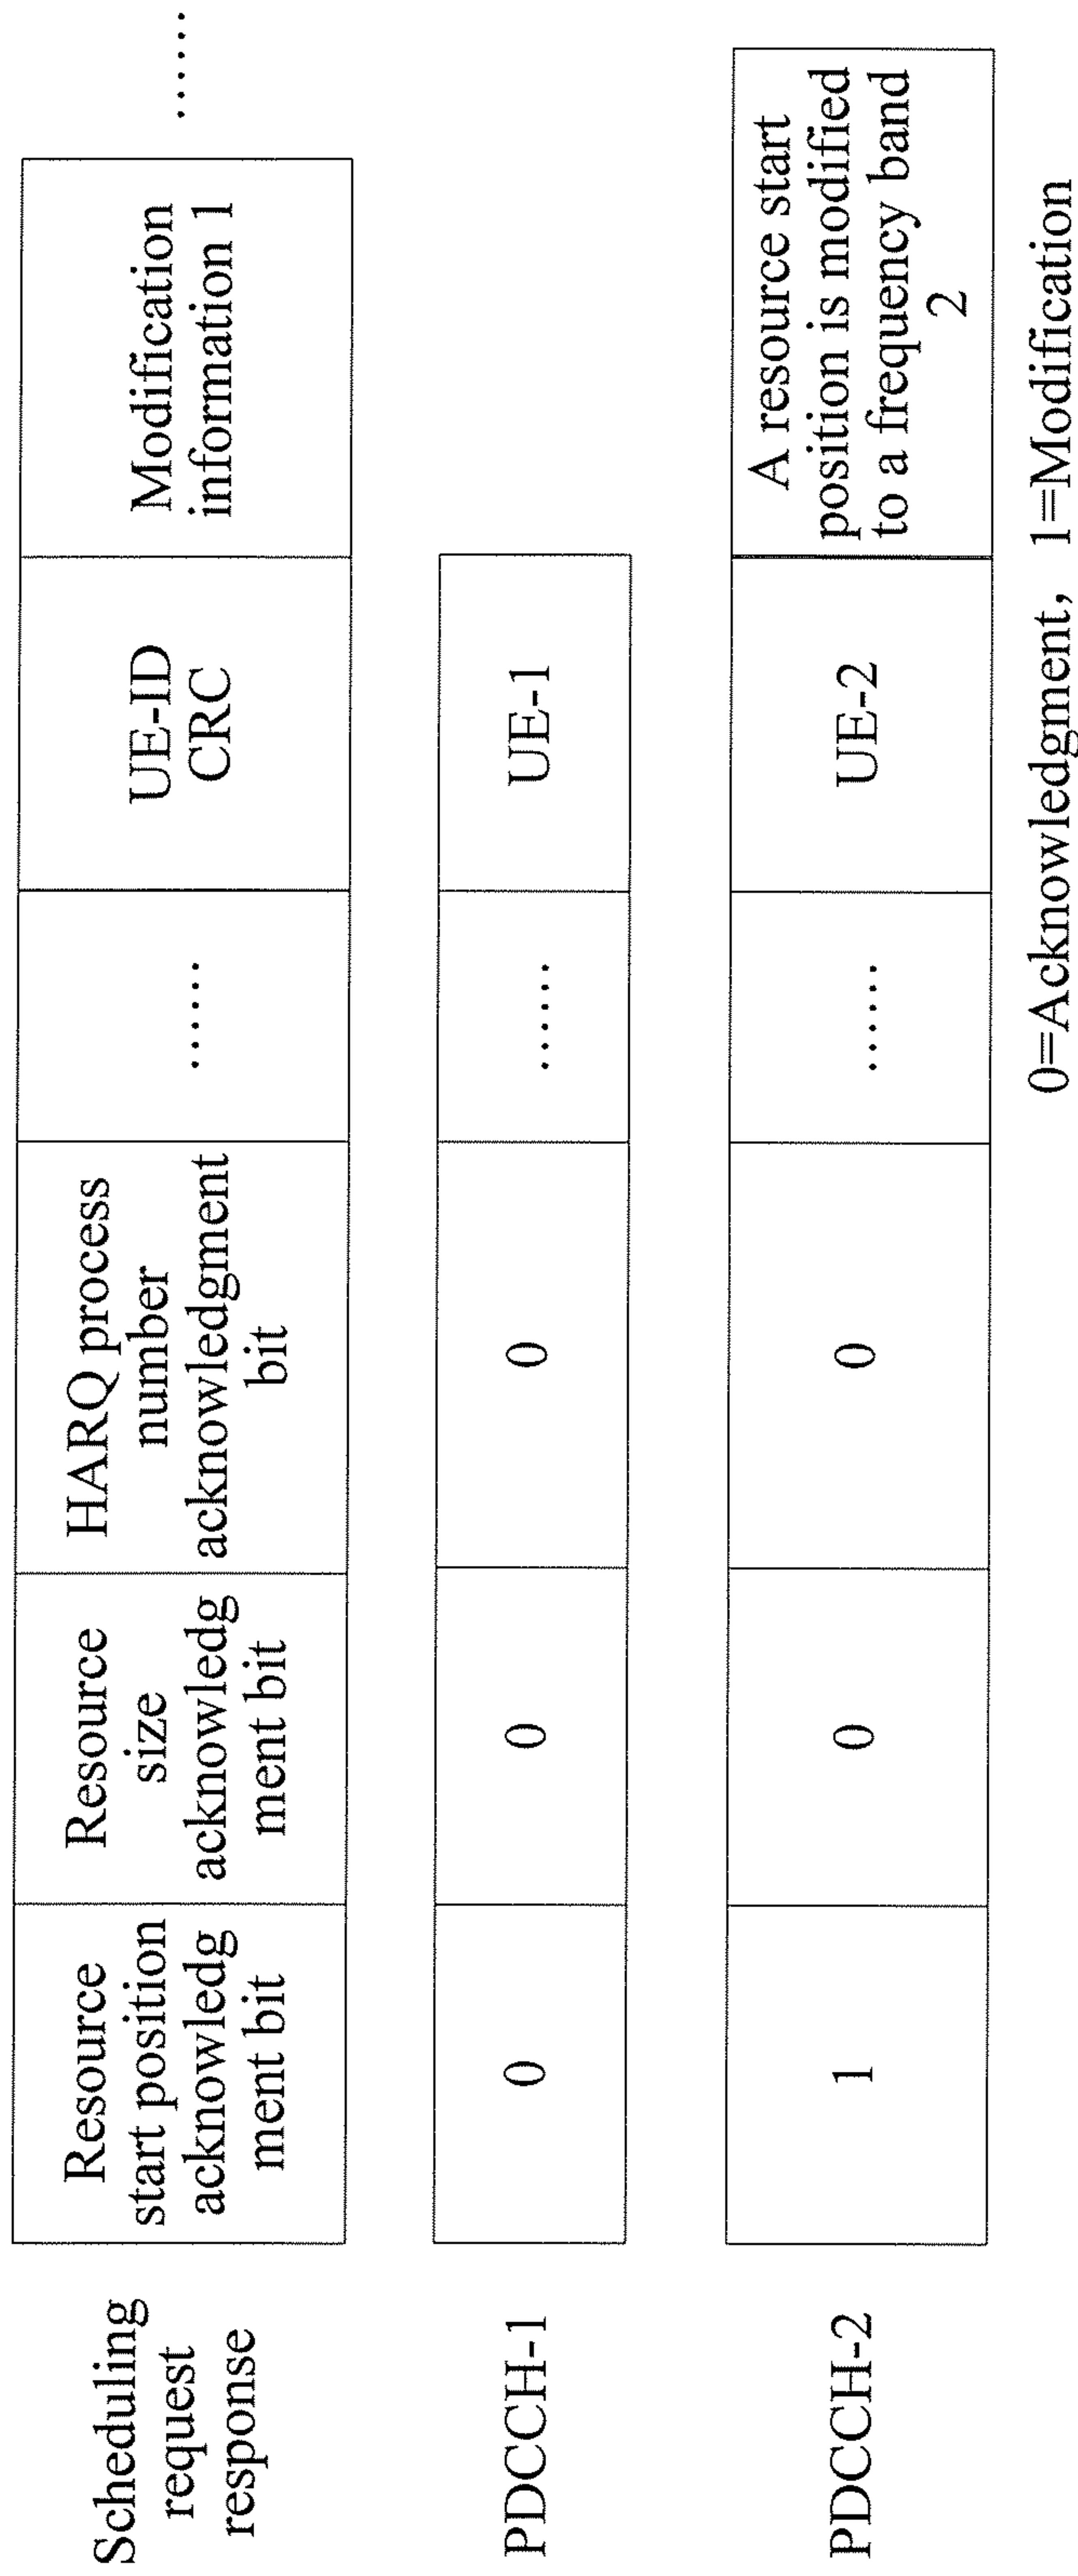 Scheduling
request
response
Resource
start position
acknowledg
ment bit
Resource
size
acknowledg
ment bit
HARQ process
number
acknowledgment
bit
......
UE-ID
CRC
Modification
information 1
......
PDCCH-1
0
0
0
......
UE-1
PDCCH-2
1
0
0
......
UE-2
A resource start
position is modified
to a frequency band
2
0=Acknowledgment, 1=Modification